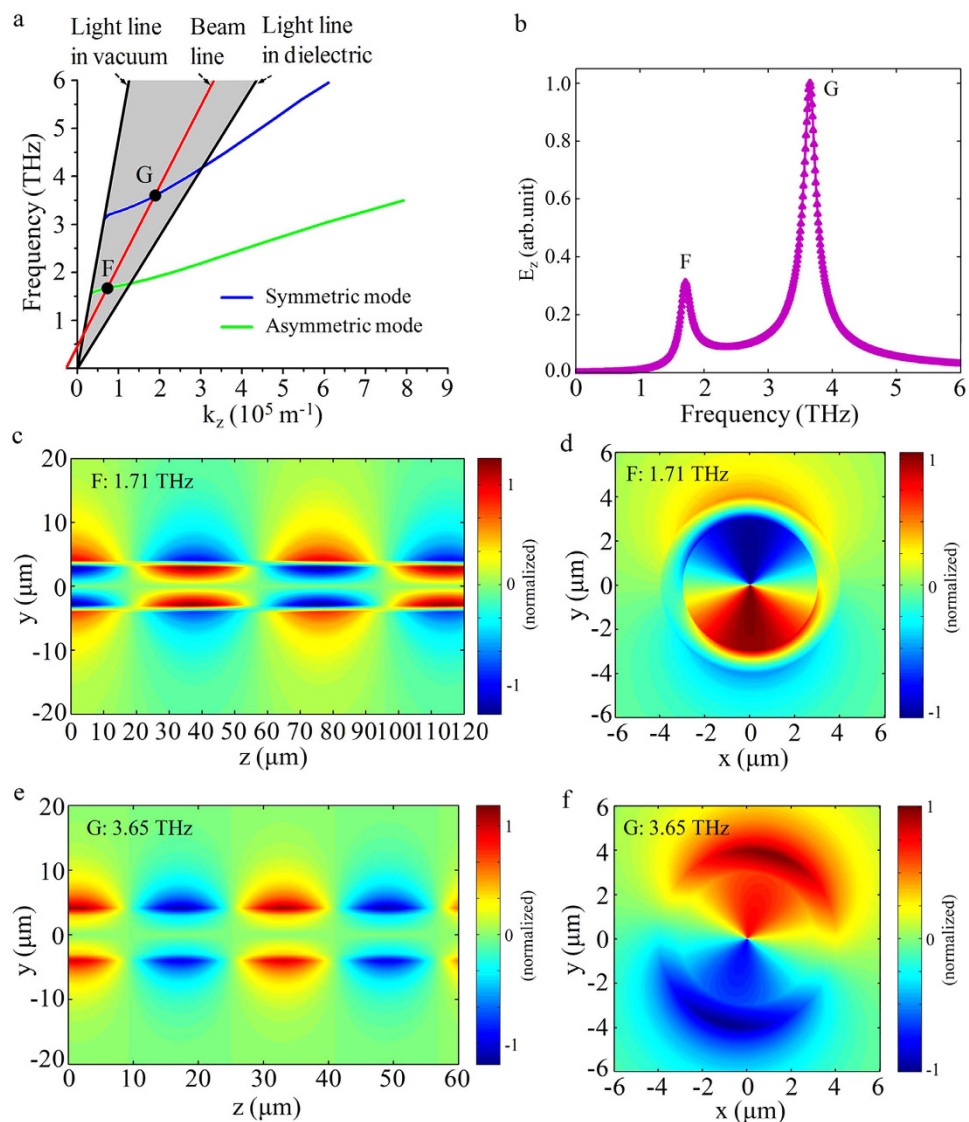 a
Light line in vacuum
Beam line
Light line in dielectric
Frequency (THz)
6
5
4
3
2
1
G
F
Symmetric mode
Asymmetric mode
0 1 2 3 4 5 6 7 8 9
k_z (10^5 m^-1)
b
E_z (arb.unit)
1.0
0.8
0.6
0.4
0.2
0.0
F
G
0 1 2 3 4 5 6
Frequency (THz)
c
F: 1.71 THz
y (μm)
20
10
0
-10
-20
0 10 20 30 40 50 60 70 80 90 100 110 120
z (μm)
1
0
-1
(normalized)
d
F: 1.71 THz
y (μm)
6
4
2
0
-2
-4
-6
-6 -4 -2 0 2 4 6
x (μm)
1
0
-1
(normalized)
e
G: 3.65 THz
y (μm)
20
10
0
-10
-20
0 10 20 30 40 50 60
z (μm)
1
0
-1
(normalized)
f
G: 3.65 THz
y (μm)
6
4
2
0
-2
-4
-6
-6 -4 -2 0 2 4 6
x (μm)
1
0
-1
(normalized)